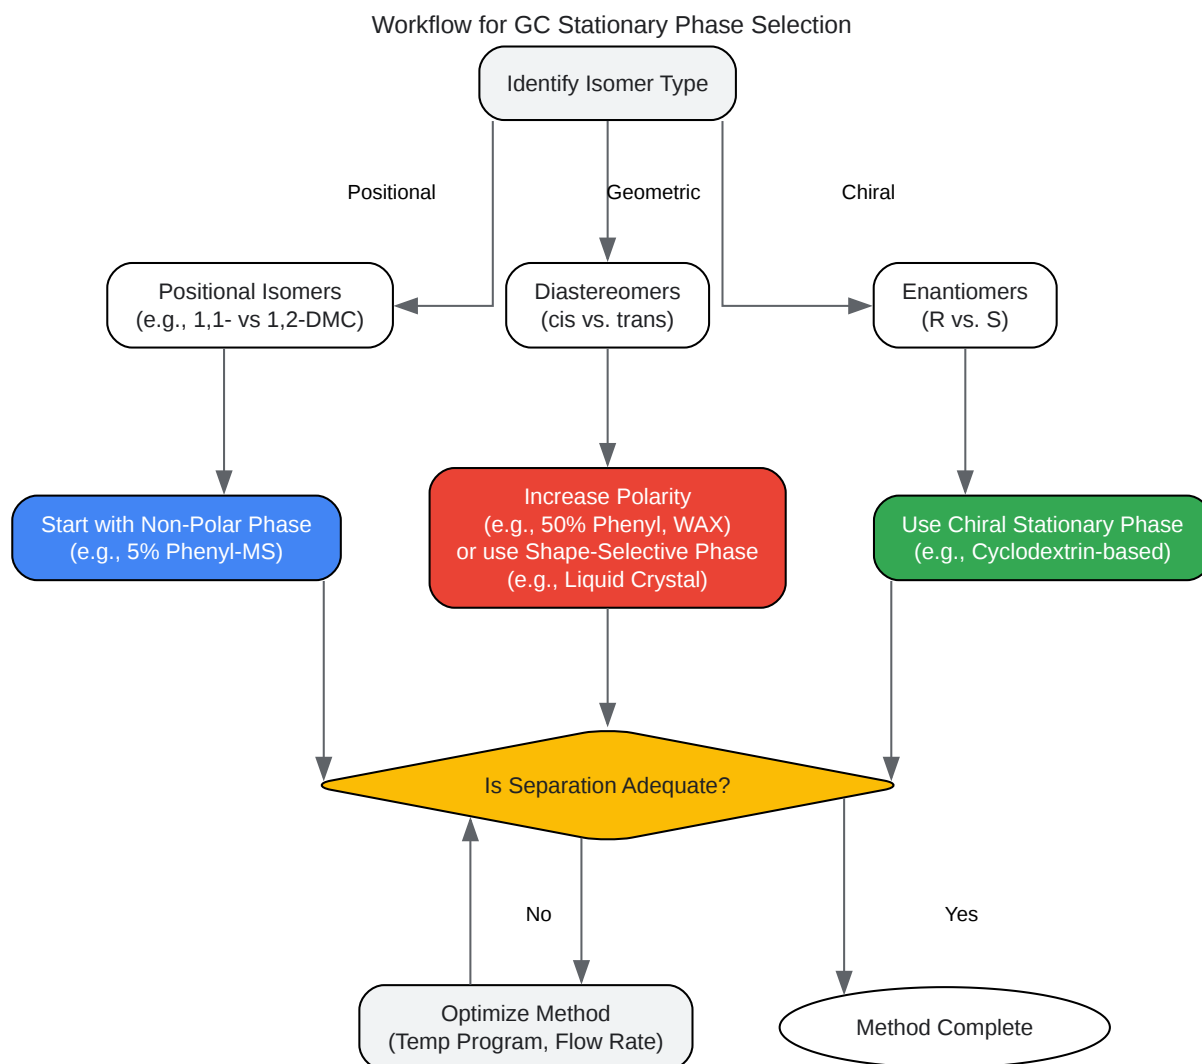 Workflow for GC Stationary Phase Selection
Identify Isomer Type
Positional
Geometric
Chiral
Positional Isomers
(e.g., 1,1- vs 1,2-DMC)
Diastereomers
(cis vs. trans)
Enantiomers
(R vs. S)
Start with Non-Polar Phase
(e.g., 5% Phenyl-MS)
Increase Polarity
(e.g., 50% Phenyl, WAX)
or use Shape-Selective Phase
(e.g., Liquid Crystal)
Use Chiral Stationary Phase
(e.g., Cyclodextrin-based)
Is Separation Adequate?
No
Yes
Optimize Method
(Temp Program, Flow Rate)
Method Complete